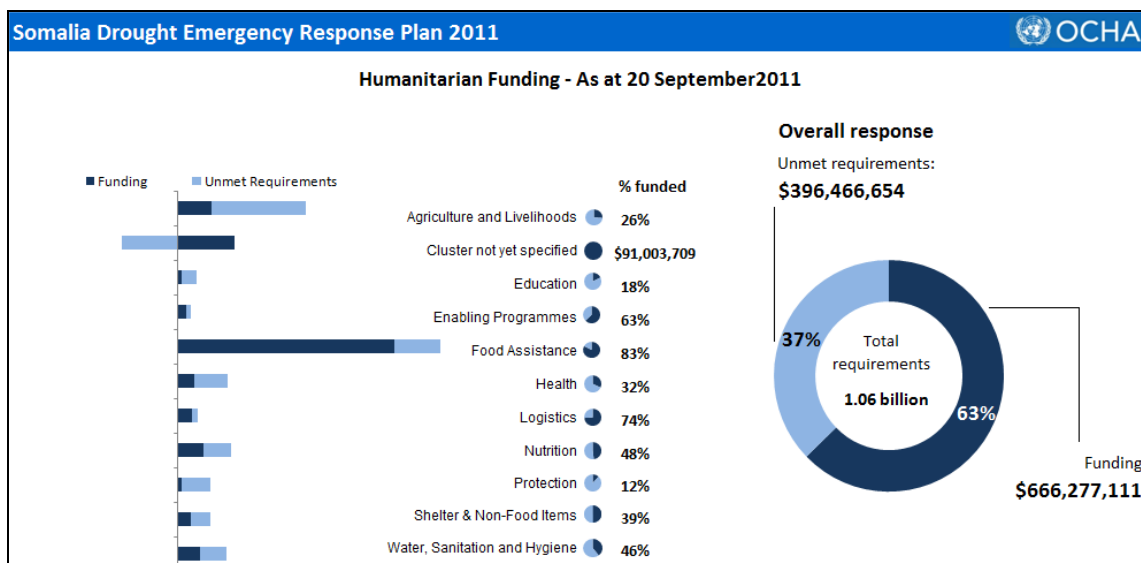 Somalia Drought Emergency Response Plan 2011
OCHA
Humanitarian Funding - As at 20 September2011
Overall response
Unmet requirements:
$396,466,654
Funding
Unmet Requirements
% funded
Agriculture and Livelihoods 26%
Cluster not yet specified $91,003,709
Education 18%
Enabling Programmes 63%
Food Assistance 83%
Health 32%
Logistics 74%
Nutrition 48%
Protection 12%
Shelter & Non-Food Items 39%
Water, Sanitation and Hygiene 46%
37%
Total
requirements
1.06 billion
63%
Funding
$666,277,111